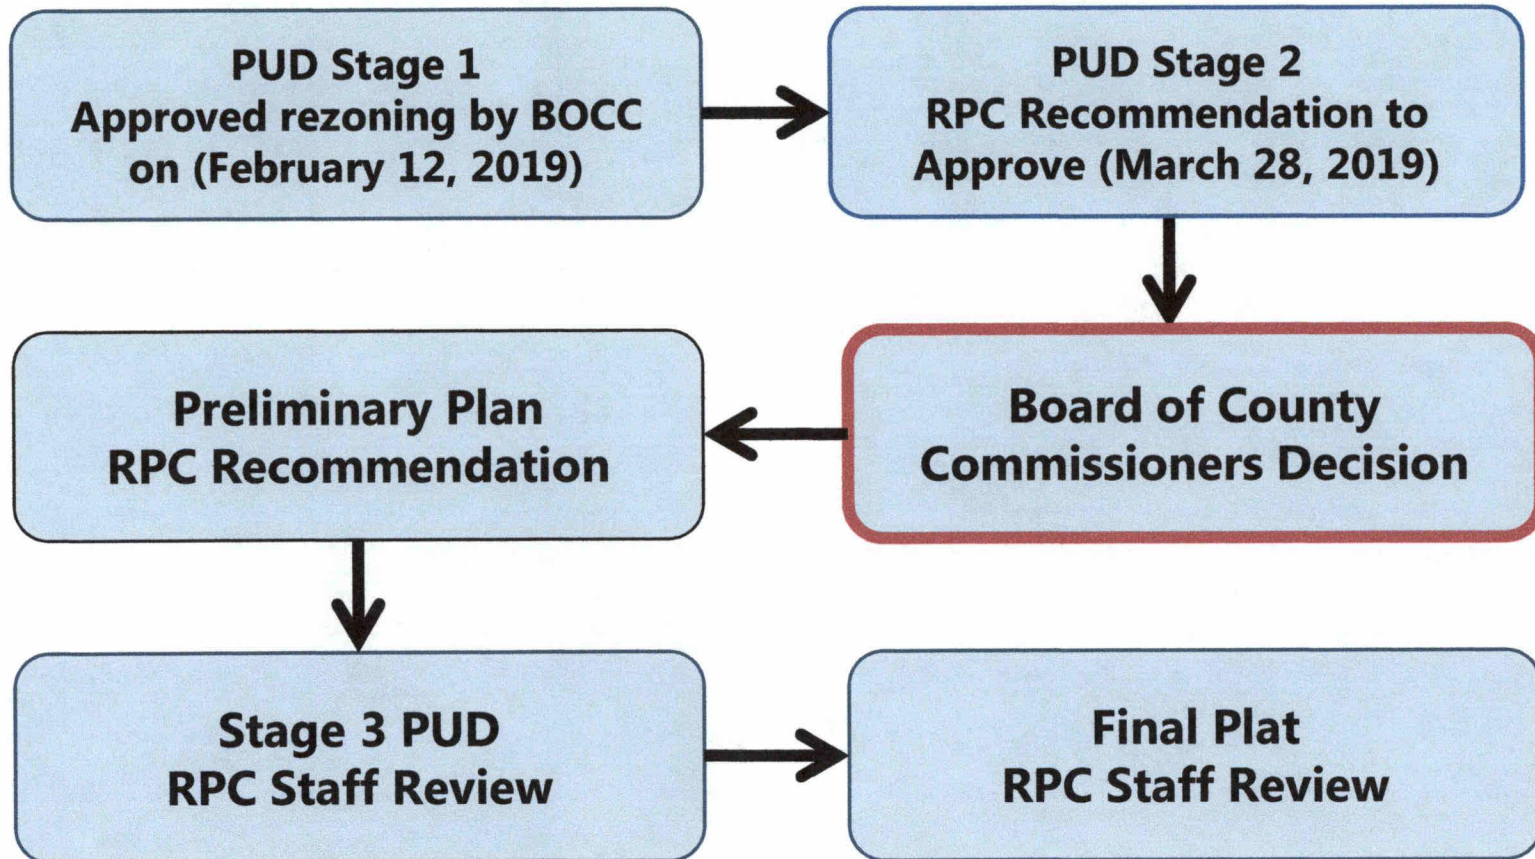 PUD Stage 1
Approved rezoning by BOCC
on (February 12, 2019)
PUD Stage 2
RPC Recommendation to
Approve (March 28, 2019)
Board of County
Commissioners Decision
Preliminary Plan
RPC Recommendation
Stage 3 PUD
RPC Staff Review
Final Plat
RPC Staff Review